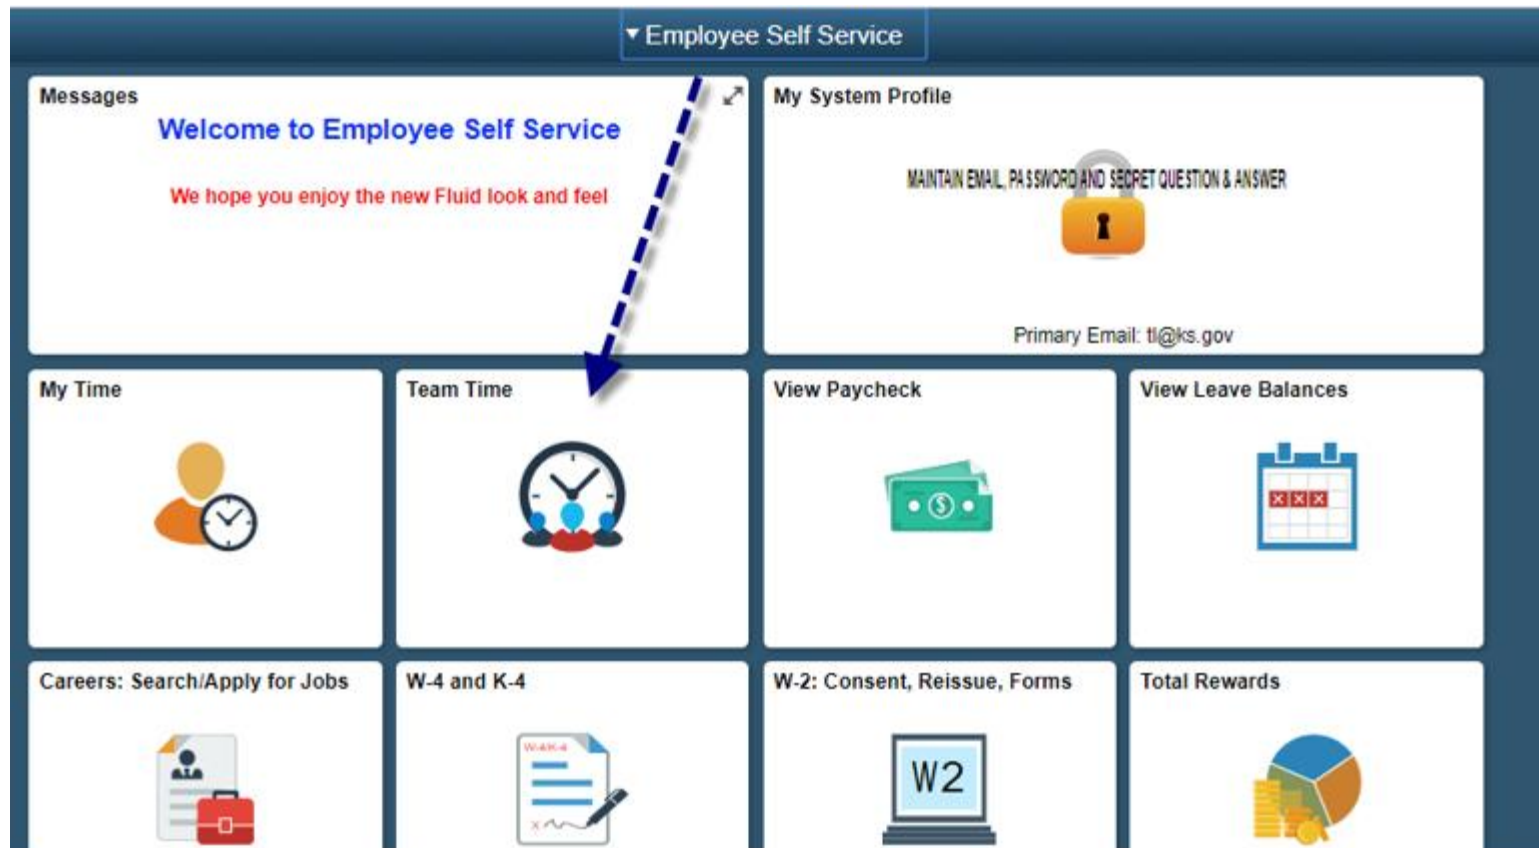 Employee Self Service
Messages
Welcome to Employee Self Service
We hope you enjoy the new Fluid look and feel
My System Profile
MAINTAIN EMAIL, PASSWORD AND SECRET QUESTION & ANSWER
Primary Email: tl@ks.gov
My Time
Team Time
View Paycheck
View Leave Balances
Careers: Search/Apply for Jobs
W-4 and K-4
W-2: Consent, Reissue, Forms
Total Rewards
W-4/K-4
X
W2